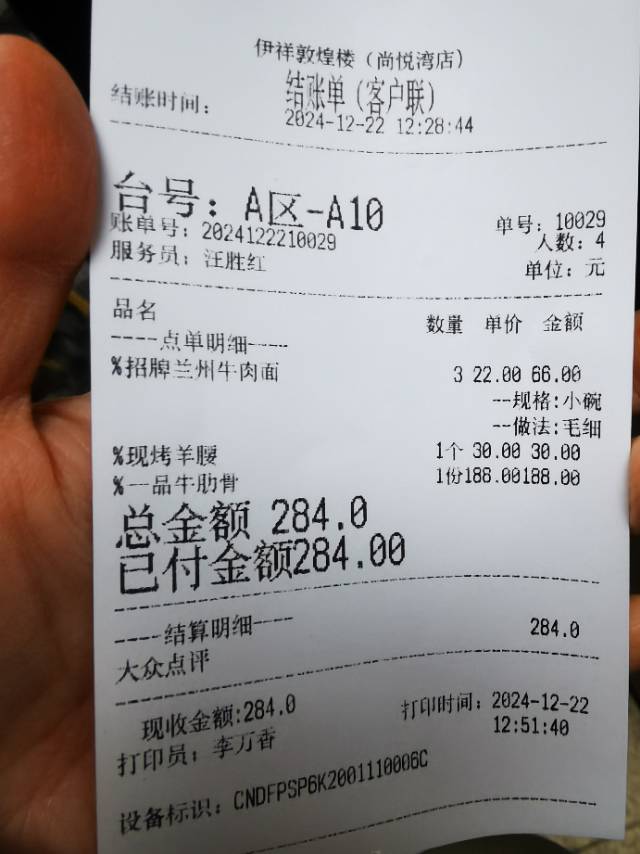 伊祥敦煌楼（尚悦湾店）
结账单（客户联）
结账时间： 2024-12-22 12:28:44
台号：A区-A10
账单号：20241222210029 单号：10029
人数：4
服务员：汪胜红 单位：元
品名 数量 单价 金额
----点单明细----
%招牌兰州牛肉面 3 22.00 66.00
--规格:小碗
--做法:毛细
%现烤羊腰 1个 30.00 30.00
%一品牛肋骨 1份188.00188.00
总金额 284.0
已付金额284.00
----结算明细----
大众点评 284.0
现收金额:284.0 打印时间：2024-12-22
12:51:40
打印员：李万香
设备标识：CNDFPSP6K2001110006C